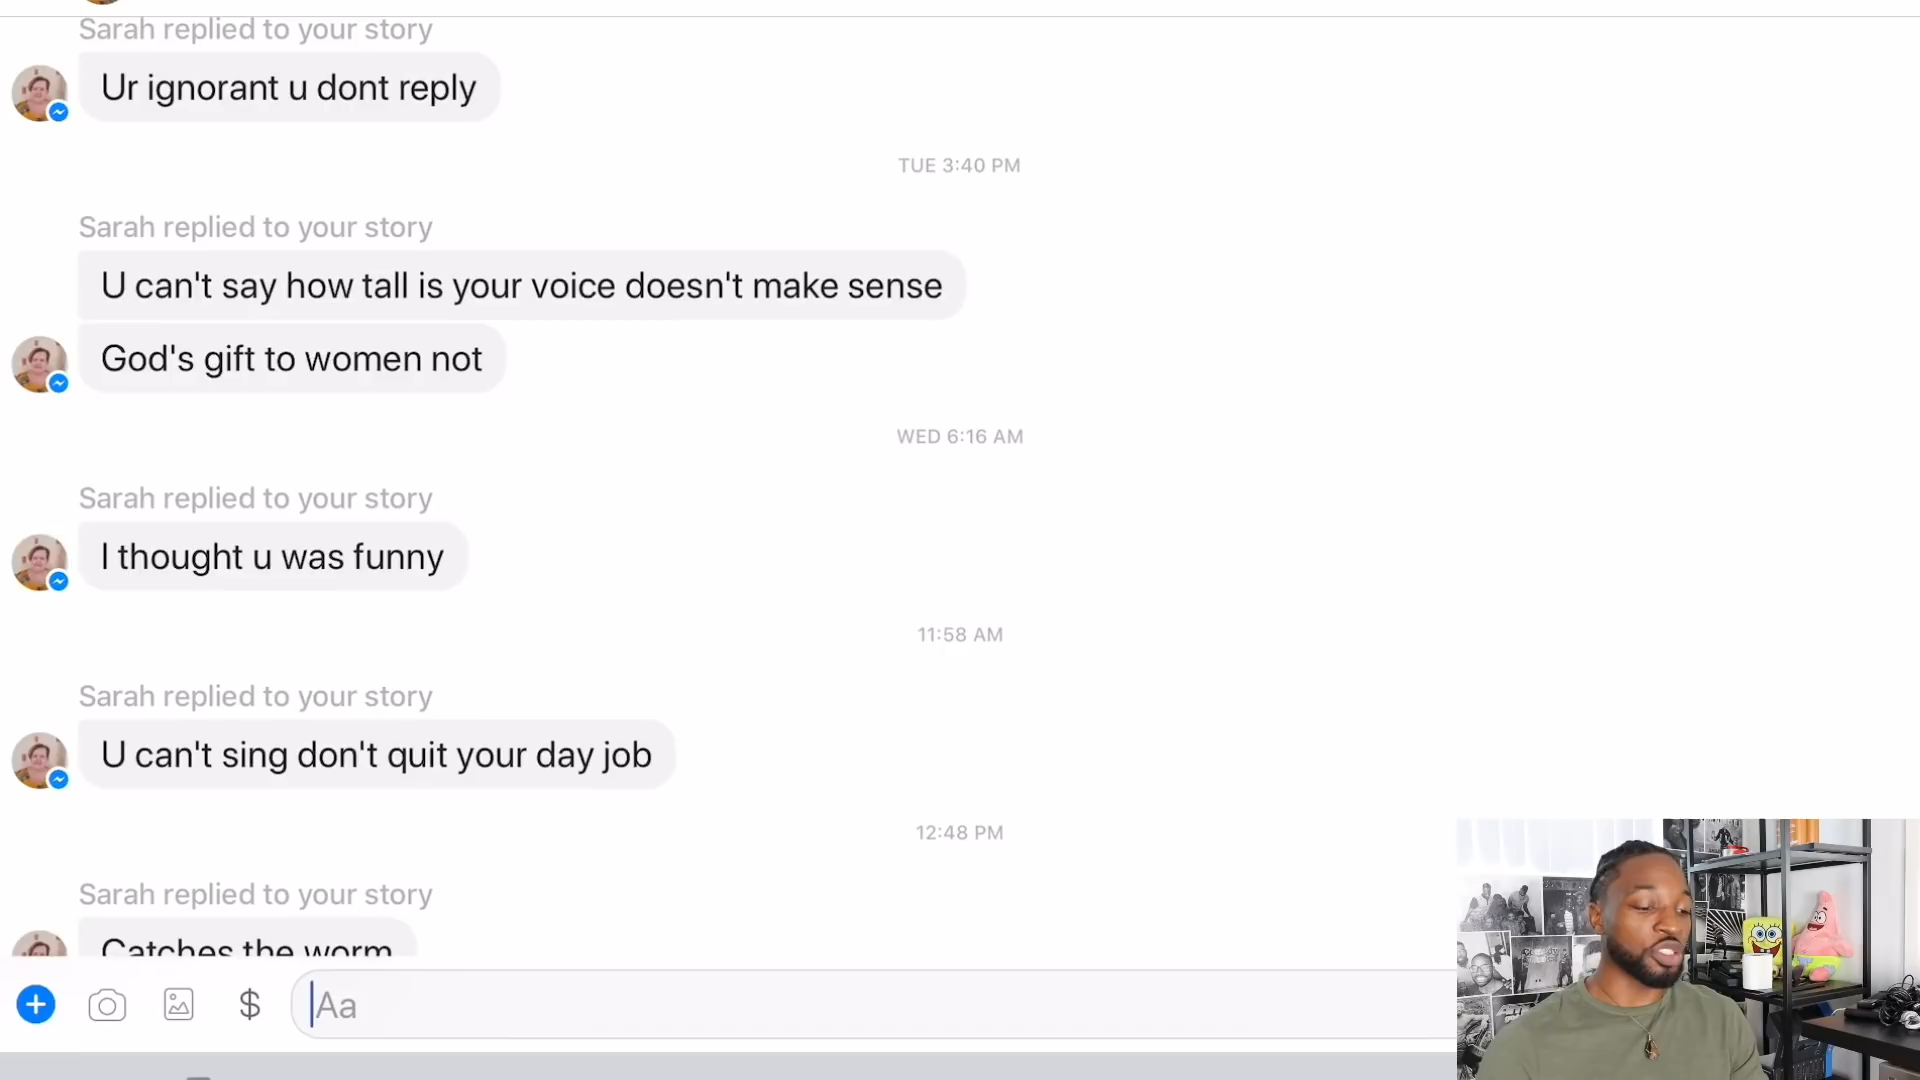 Sarah replied to your story
Ur ignorant u dont reply
TUE 3:40 PM
Sarah replied to your story
U can't say how tall is your voice doesn't make sense
God's gift to women not
WED 6:16 AM
Sarah replied to your story
I thought u was funny
11:58 AM
Sarah replied to your story
U can't sing don't quit your day job
12:48 PM
Sarah replied to your story
Catches the worm
$
Aa